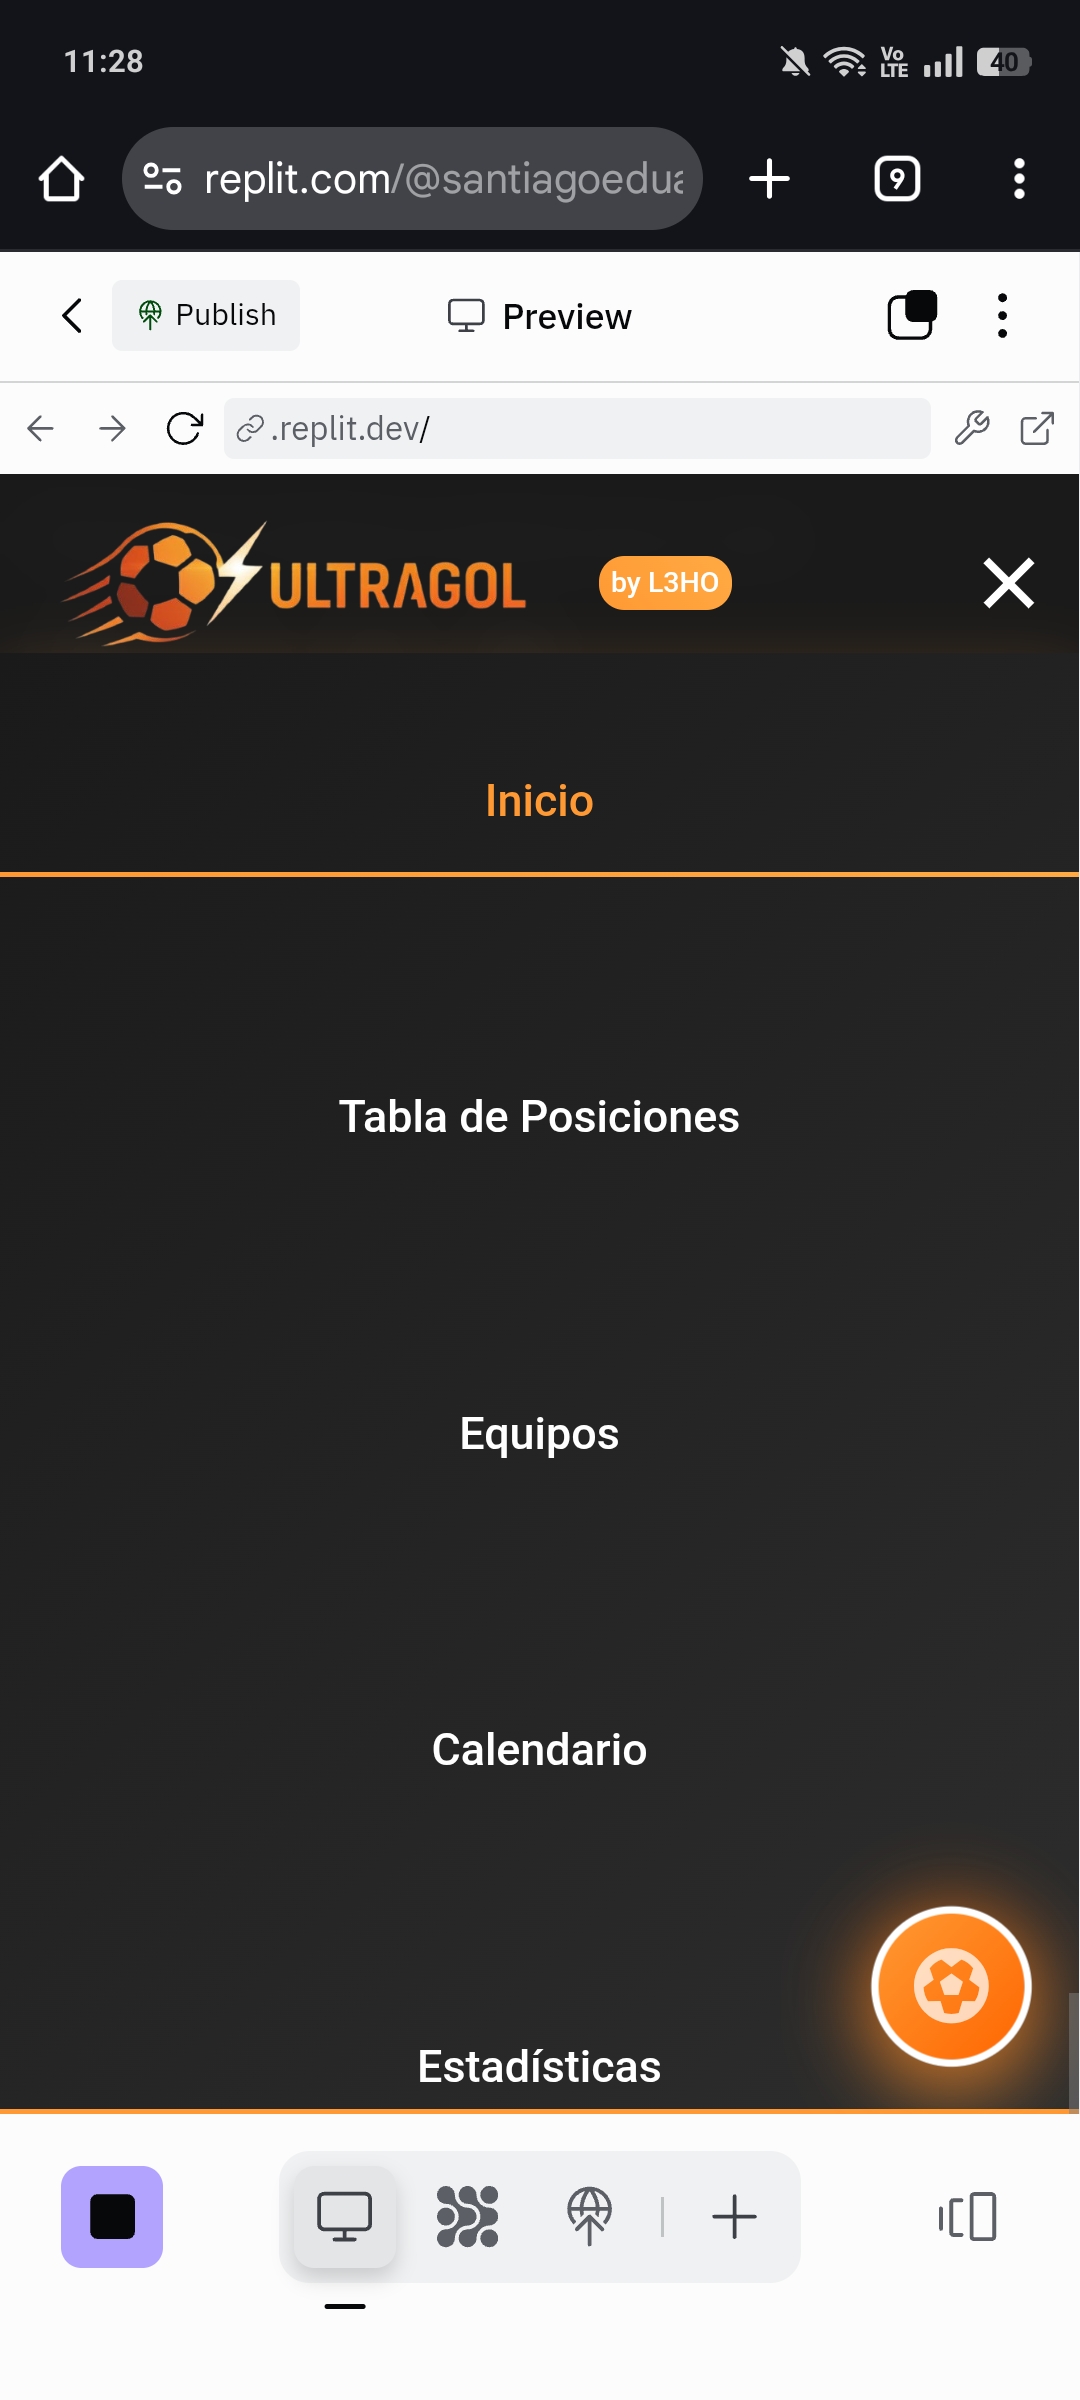 11:28
Vo
LTE
40
replit.com/@santiagoedua
9
Publish
Preview
.replit.dev/
ULTRAGOL
by L3HO
Inicio
Tabla de Posiciones
Equipos
Calendario
Estadísticas